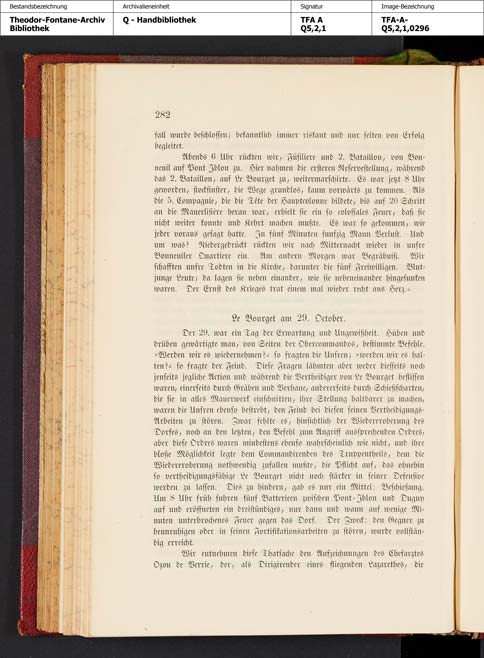 Bestandsbezeichnung
Theodor-Fontane-Archiv
Bibliothek
Archivalieneinheit
Q - Handbibliothek
Signatur
TFA A
Q5,2,1
Image-Bezeichnung
TFA-A-
Q5,2,1,0296
282
fall wurde beschlossen; bekanntlich immer riskant und nur selten von Erfolg
begleitet.
Abends 6 Uhr rückten wir, Füsiliere und 2. Bataillon, von Bon-
neuil auf Pont Iblon zu. Hier nahmen die ersteren Reservestellung, während
das 2. Bataillon, auf Le Bourget zu, weitermarschirte. Es war jetzt 8 Uhr
geworden, stockfinster, die Wege grundlos, kaum vorwärts zu kommen. Als
die 5. Compagnie, die die Tête der Hauptcolonne bildete, bis auf 20 Schritt
an die Mauerlisière heran war, erhielt sie ein so colossales Feuer, daß sie
nicht weiter konnte und Kehrt machen mußte. Es war so gekommen, wie
jeder voraus gesagt hatte. In fünf Minuten funfzig Mann Verlust. Und
um was? Niedergedrückt rückten wir nach Mitternacht wieder in unsre
Bonneuiler Quartiere ein. Am andern Morgen war Begräbniß. Wir
schafften unsre Todten in die Kirche, darunter die fünf Freiwilligen. Blut-
junge Leute; da lagen sie neben einander, wie sie nebeneinander hingesunken
waren. Der Ernst des Krieges trat einem mal wieder recht ans Herz.«
Le Bourget am 29. October.
Der 29. war ein Tag der Erwartung und Ungewißheit. Hüben und
drüben gewärtigte man, von Seiten der Obercommandos, bestimmte Befehle.
»Werden wir es wiedernehmen?« so fragten die Unsren; »werden wir es hal-
ten?« so fragte der Feind. Diese Fragen lähmten aber weder diesseits noch
jenseits jegliche Action und während die Vertheidiger von Le Bourget beflissen
waren, einerseits durch Gräben und Verhaue, andrerseits durch Schießscharten,
die sie in alles Mauerwerk einschnitten, ihre Stellung haltbarer zu machen,
waren die Unsren ebenso bestrebt, den Feind bei diesen seinen Vertheidigungs-
Arbeiten zu stören. Zwar fehlte es, hinsichtlich der Wiedereroberung des
Dorfes, noch an den letzten, den Befehl zum Angriff aussprechenden Ordres,
aber diese Ordres waren mindestens ebenso wahrscheinlich wie nicht, und ihre
bloße Möglichkeit legte dem Commandirenden des Truppentheils, dem die
Wiedereroberung nothwendig zufallen mußte, die Pflicht auf, das ohnehin
so vertheidigungsfähige Le Bourget nicht noch stärker in seiner Defensive
werden zu lassen. Dies zu hindern, gab es nur ein Mittel: Beschießung.
Um 8 Uhr früh fuhren fünf Batterieen zwischen Pont-Iblon und Dugny
auf und eröffneten ein dreistündiges, nur dann und wann auf wenige Mi-
nuten unterbrochenes Feuer gegen das Dorf. Der Zweck: den Gegner zu
beunruhigen oder in seinen Fortifikationsarbeiten zu stören, wurde vollstän-
dig erreicht.
Wir entnehmen diese Thatsache den Aufzeichnungen des Chefarztes
Ozou de Verrie, der, als Dirigirender eines fliegenden Lazarethes, die